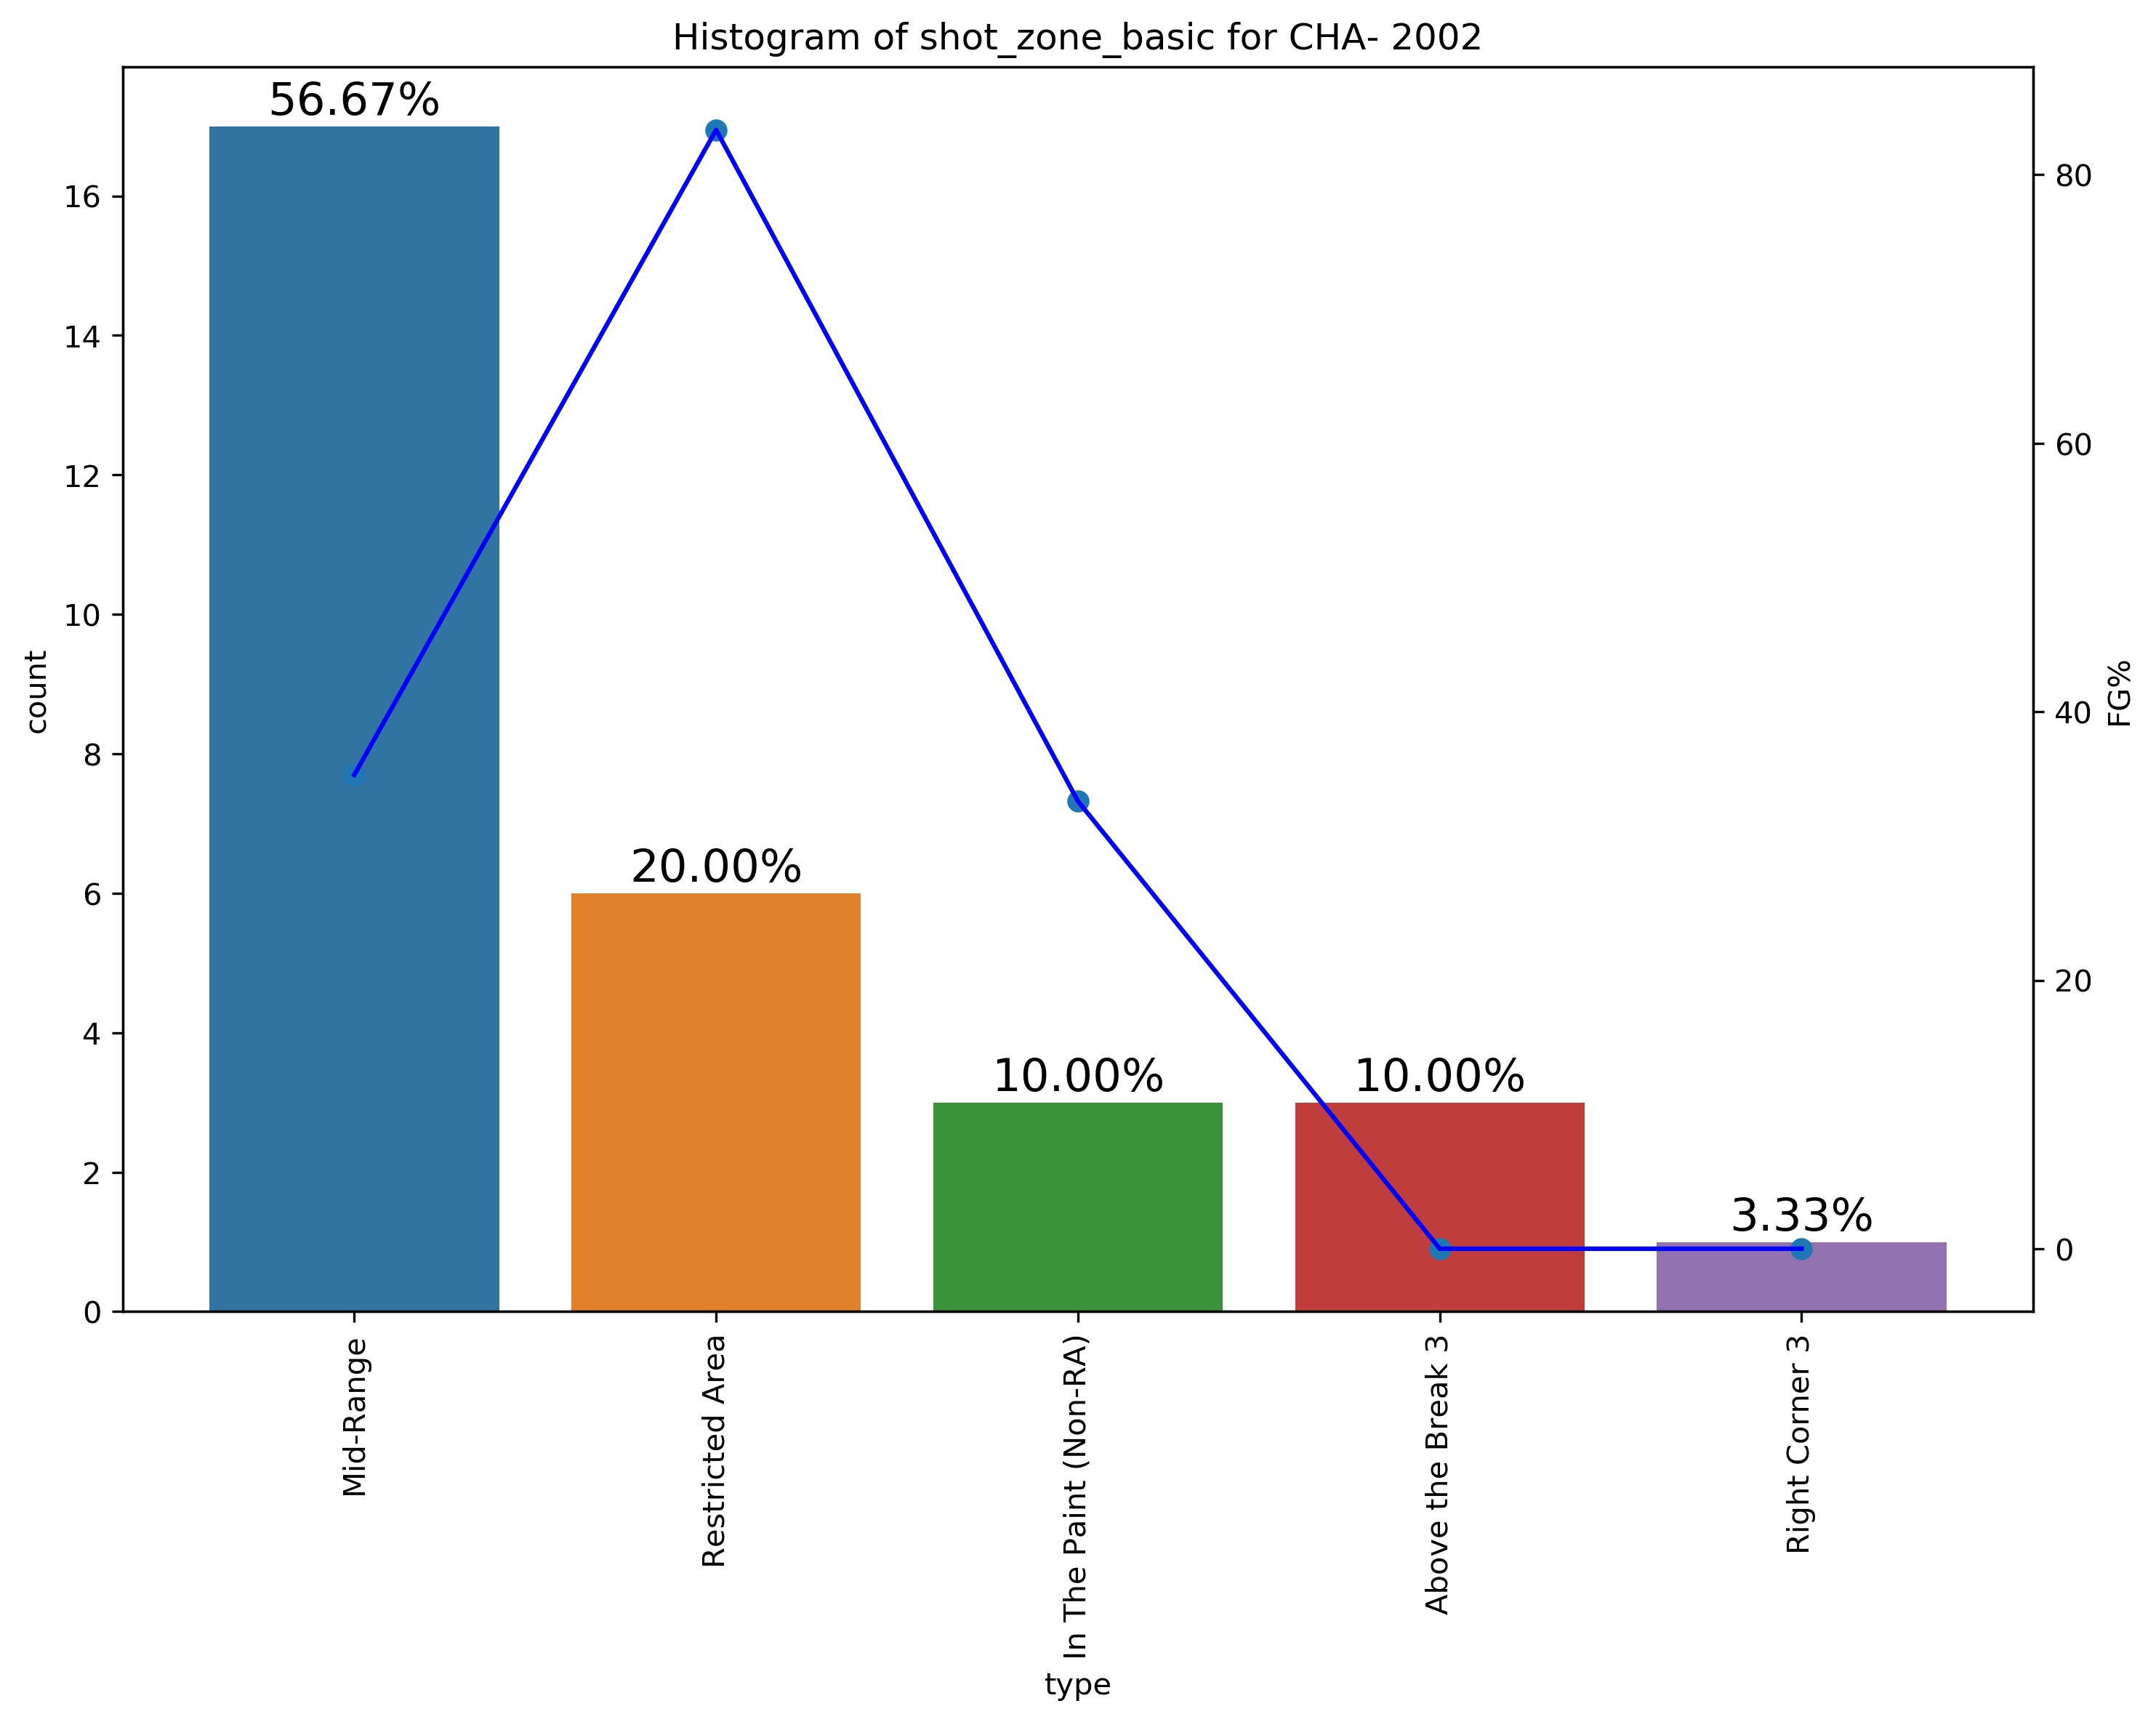 Histogram of shot_zone_basic for CHA- 2002
56.67%
20.00%
10.00%
10.00%
3.33%
count
16
14
12
10
8
6
4
2
0
80
60
40
20
0
FG%
Mid-Range
Restricted Area
In The Paint (Non-RA)
Above the Break 3
Right Corner 3
type